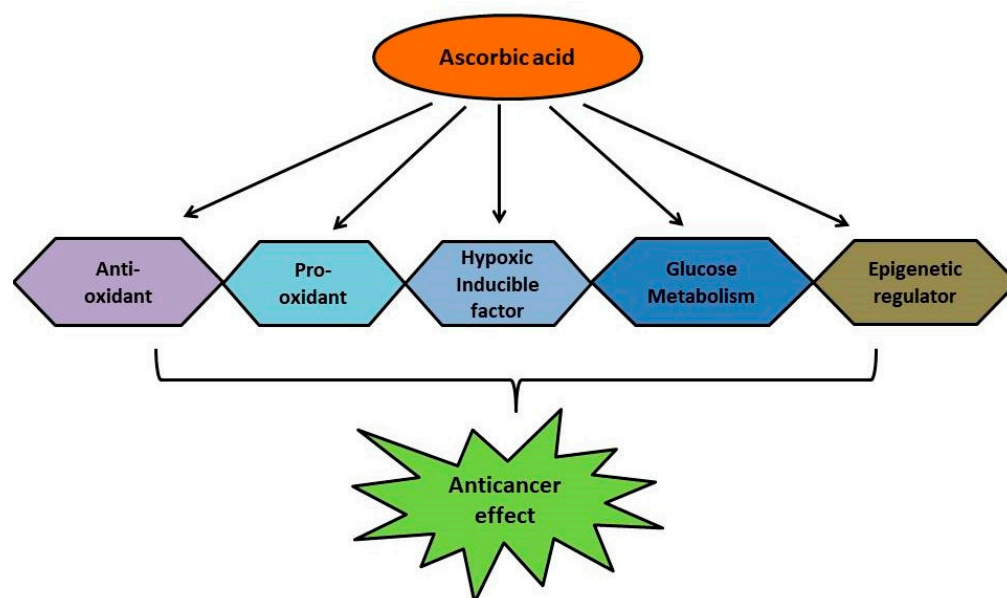 Ascorbic acid
Anti-
oxidant
Pro-
oxidant
Hypoxic
Inducible
factor
Glucose
Metabolism
Epigenetic
regulator
Anticancer
effect